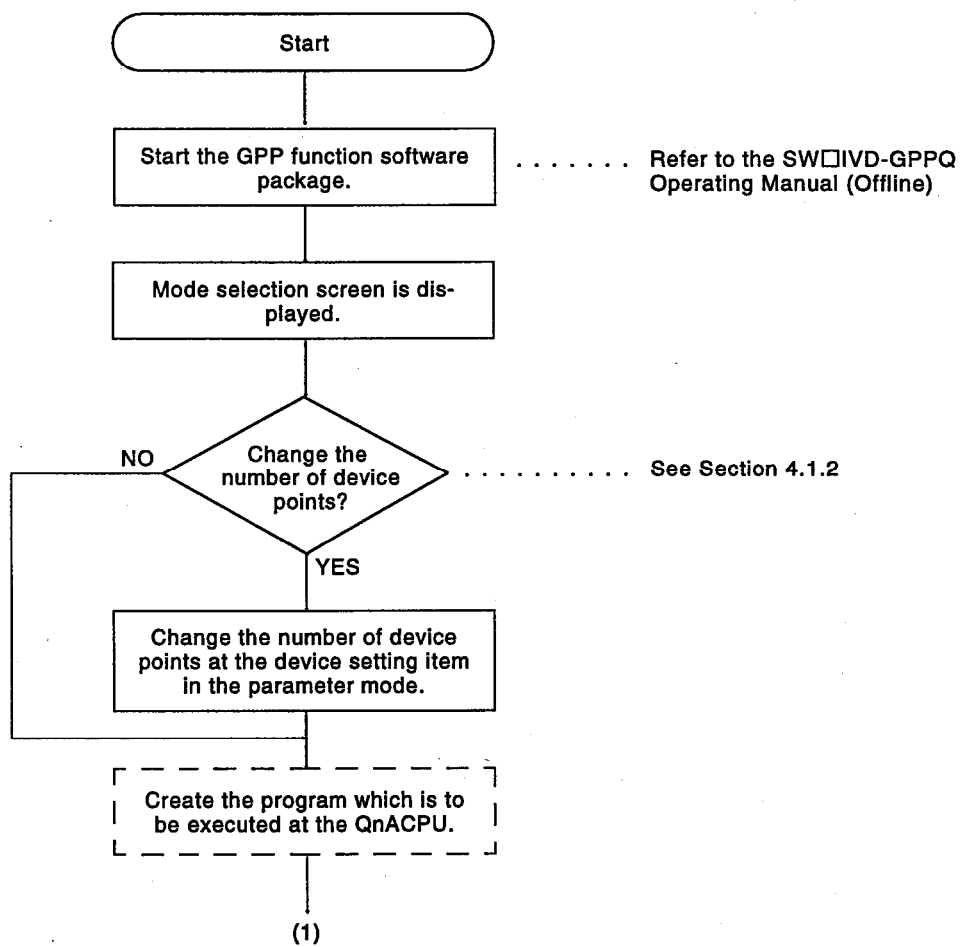 Start
Start the GPP function software
package.
. . . . . . . Refer to the SW□IVD-GPPQ
Operating Manual (Offline)
Mode selection screen is dis-
played.
NO
Change the
number of device
points?
. . . . . . . . . . See Section 4.1.2
YES
Change the number of device
points at the device setting item
in the parameter mode.
Create the program which is to
be executed at the QnACPU.
(1)